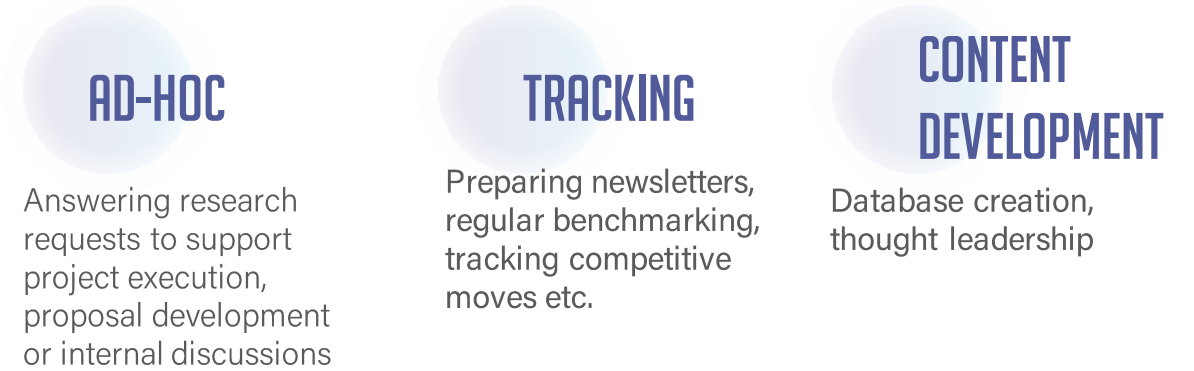 AD-HOC
Answering research
requests to support
project execution,
proposal development
or internal discussions
TRACKING
Preparing newsletters,
regular benchmarking,
tracking competitive
moves etc.
CONTENT
DEVELOPMENT
Database creation,
thought leadership